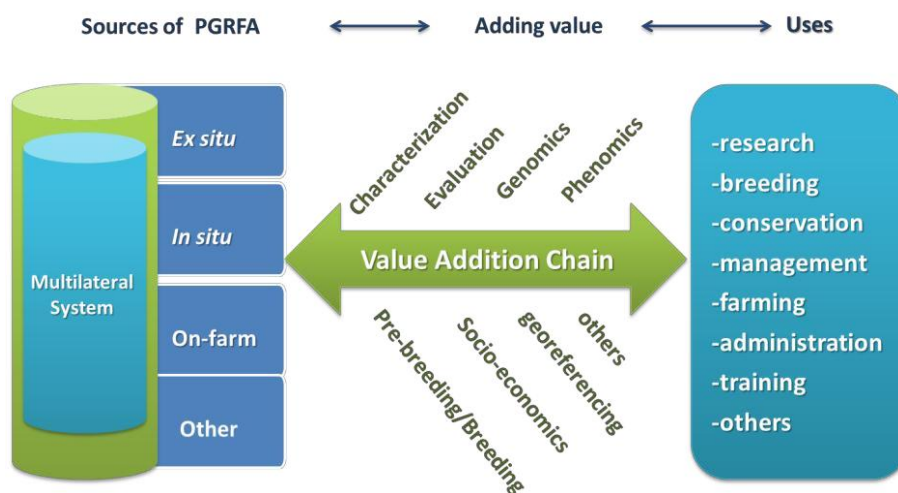 Sources of PGRFA
Adding value
Uses
Multilateral
System
Ex situ
In situ
On-farm
Other
Characterization
Evaluation
Genomics
Phenomics
Value Addition Chain
Pre-breeding/Breeding
Socio-economics
georeferencing
others
-research
-breeding
-conservation
-management
-farming
-administration
-training
-others